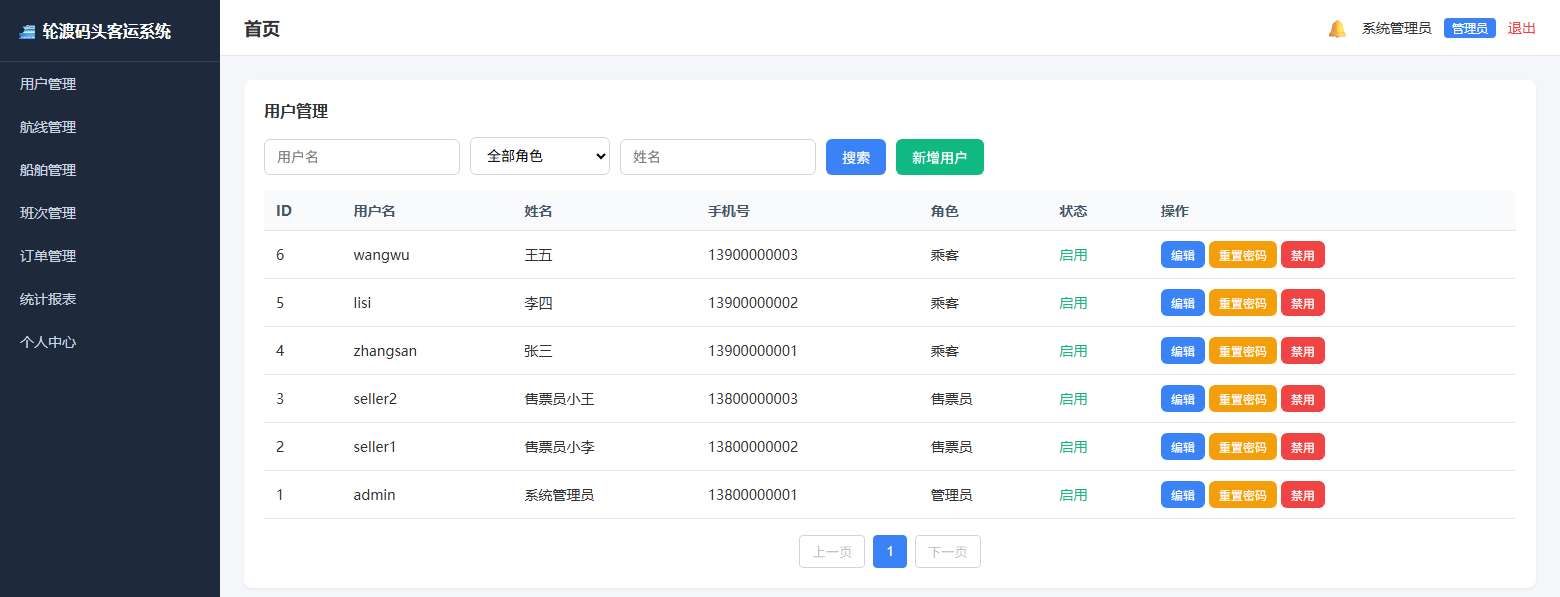 轮渡码头客运系统
首页
系统管理员 管理员 退出
用户管理
航线管理
船舶管理
班次管理
订单管理
统计报表
个人中心
用户管理
用户名 全部角色 姓名 搜索 新增用户
ID 用户名 姓名 手机号 角色 状态 操作
6 wangwu 王五 13900000003 乘客 启用 编辑 重置密码 禁用
5 lisi 李四 13900000002 乘客 启用 编辑 重置密码 禁用
4 zhangsan 张三 13900000001 乘客 启用 编辑 重置密码 禁用
3 seller2 售票员小王 13800000003 售票员 启用 编辑 重置密码 禁用
2 seller1 售票员小李 13800000002 售票员 启用 编辑 重置密码 禁用
1 admin 系统管理员 13800000001 管理员 启用 编辑 重置密码 禁用
上一页 1 下一页